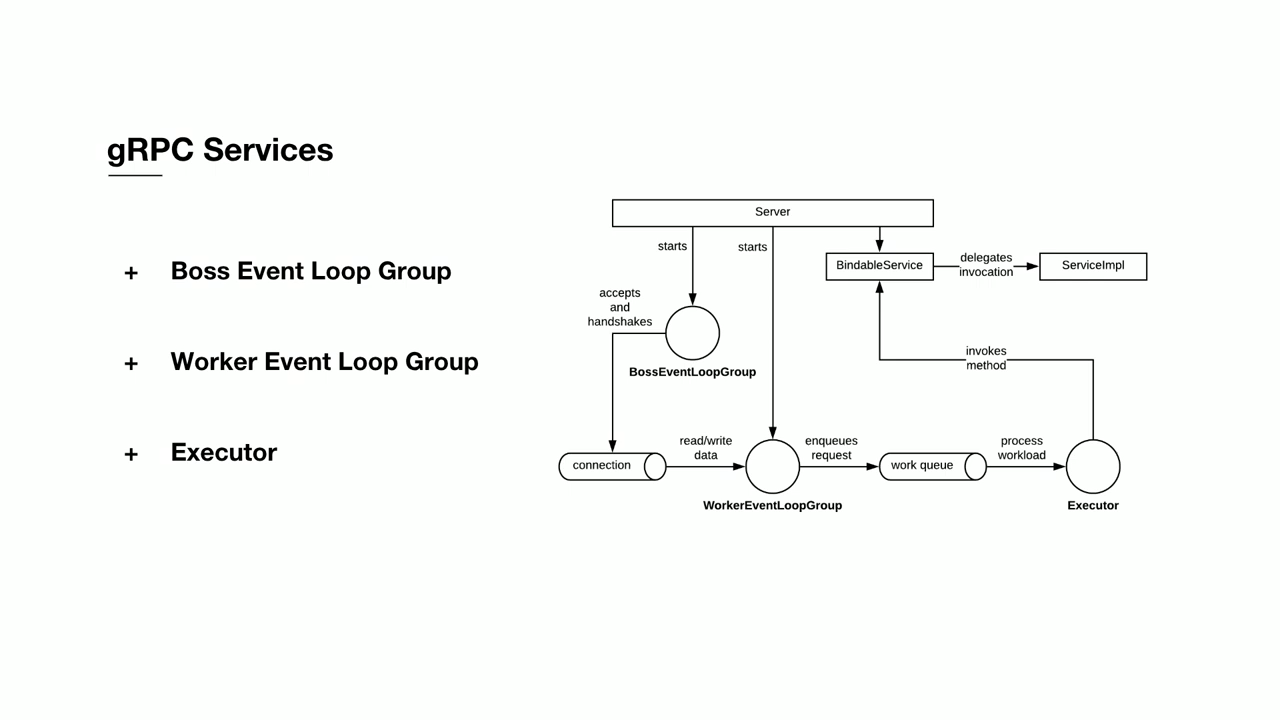 gRPC Services
+ Boss Event Loop Group
+ Worker Event Loop Group
+ Executor
Server
starts
starts
BindableService
delegates
invocation
ServiceImpl
accepts
and
handshakes
BossEventLoopGroup
invokes
method
connection
read/write
data
WorkerEventLoopGroup
enqueues
request
work queue
process
workload
Executor